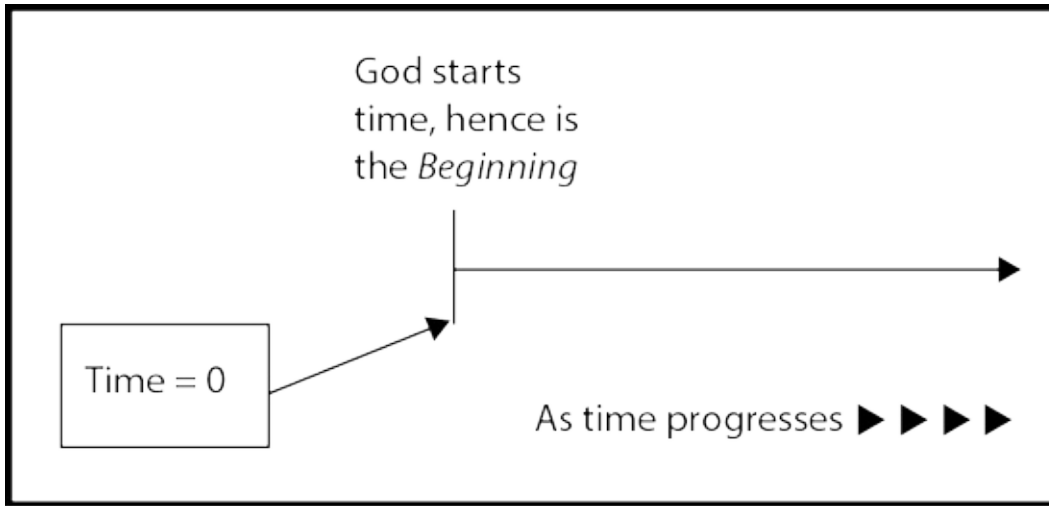 God starts
time, hence is
the Beginning
Time = 0
As time progresses